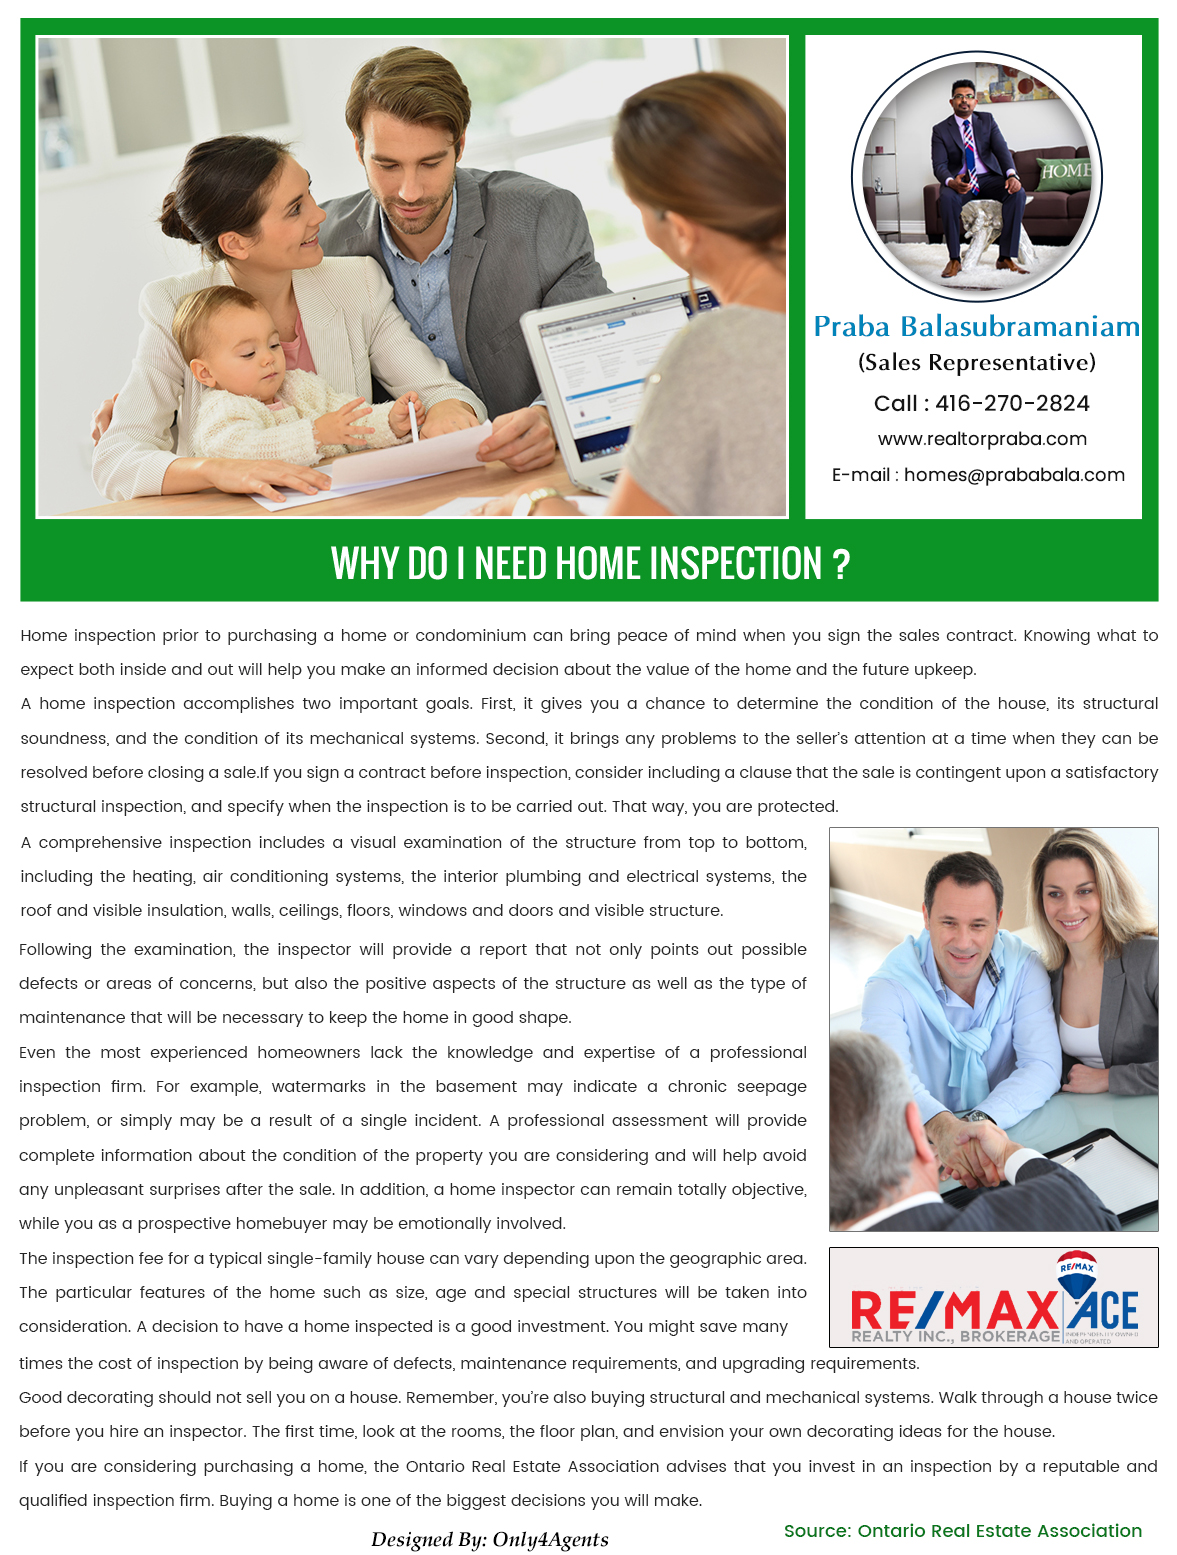 HOME
Praba Balasubramaniam
(Sales Representative)
Call : 416-270-2824
www.realtorpraba.com
E-mail : homes@prababala.com
WHY DO I NEED HOME INSPECTION ?
Home inspection prior to purchasing a home or condominium can bring peace of mind when you sign the sales contract. Knowing what to
expect both inside and out will help you make an informed decision about the value of the home and the future upkeep.
A home inspection accomplishes two important goals. First, it gives you a chance to determine the condition of the house, its structural
soundness, and the condition of its mechanical systems. Second, it brings any problems to the seller's attention at a time when they can be
resolved before closing a sale.If you sign a contract before inspection, consider including a clause that the sale is contingent upon a satisfactory
structural inspection, and specify when the inspection is to be carried out. That way, you are protected.
A comprehensive inspection includes a visual examination of the structure from top to bottom,
including the heating, air conditioning systems, the interior plumbing and electrical systems, the
roof and visible insulation, walls, ceilings, floors, windows and doors and visible structure.
Following the examination, the inspector will provide a report that not only points out possible
defects or areas of concerns, but also the positive aspects of the structure as well as the type of
maintenance that will be necessary to keep the home in good shape.
Even the most experienced homeowners lack the knowledge and expertise of a professional
inspection firm. For example, watermarks in the basement may indicate a chronic seepage
problem, or simply may be a result of a single incident. A professional assessment will provide
complete information about the condition of the property you are considering and will help avoid
any unpleasant surprises after the sale. In addition, a home inspector can remain totally objective,
while you as a prospective homebuyer may be emotionally involved.
The inspection fee for a typical single-family house can vary depending upon the geographic area.
The particular features of the home such as size, age and special structures will be taken into
consideration. A decision to have a home inspected is a good investment. You might save many
times the cost of inspection by being aware of defects, maintenance requirements, and upgrading requirements.
RE/MAX
RE/MAX ACE
REALTY INC., BROKERAGE
INDEPENDENTLY OWNED
AND OPERATED
Good decorating should not sell you on a house. Remember, you're also buying structural and mechanical systems. Walk through a house twice
before you hire an inspector. The first time, look at the rooms, the floor plan, and envision your own decorating ideas for the house.
If you are considering purchasing a home, the Ontario Real Estate Association advises that you invest in an inspection by a reputable and
qualified inspection firm. Buying a home is one of the biggest decisions you will make.
Designed By: Only4Agents
Source: Ontario Real Estate Association